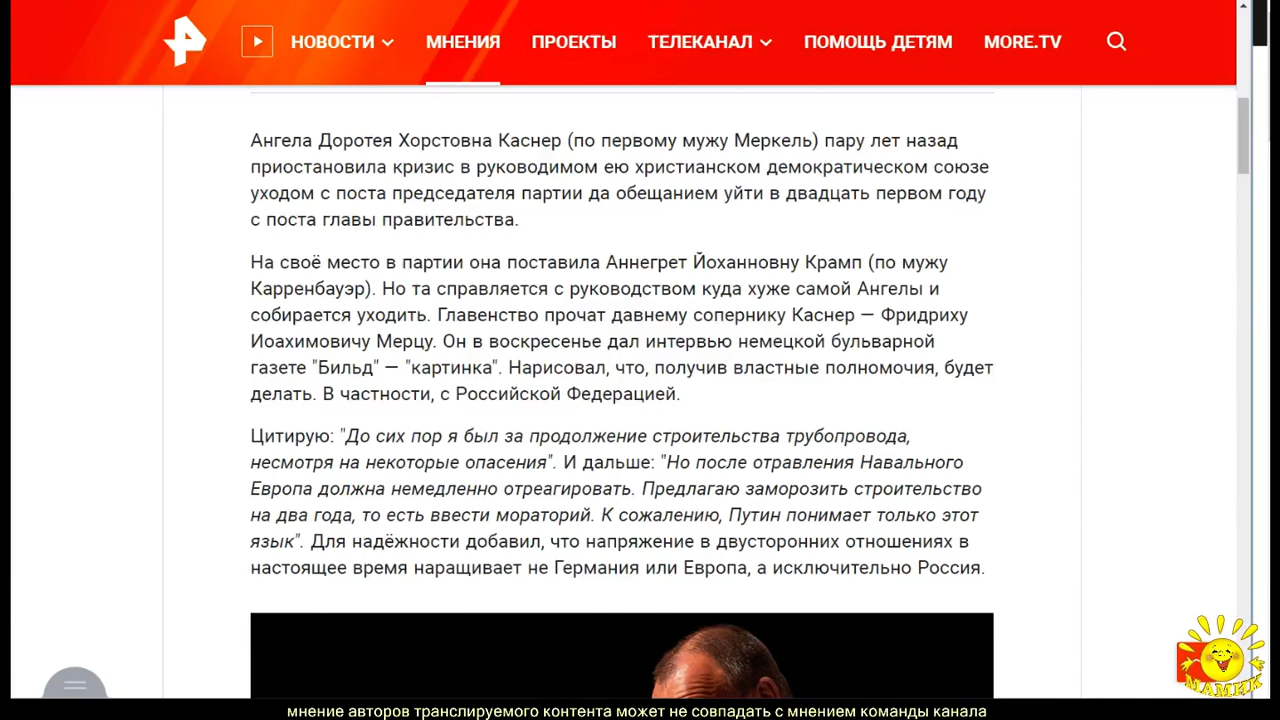 НОВОСТИ МНЕНИЯ ПРОЕКТЫ ТЕЛЕКАНАЛ ПОМОЩЬ ДЕТЯМ MORE.TV
Ангела Доротея Хорстовна Каснер (по первому мужу Меркель) пару лет назад
приостановила кризис в руководимом ею христианском демократическом союзе
уходом с поста председателя партии да обещанием уйти в двадцать первом году
с поста главы правительства.
На своё место в партии она поставила Аннегрет Йоханновну Крамп (по мужу
Карренбауэр). Но та справляется с руководством куда хуже самой Ангелы и
собирается уходить. Главенство прочат давнему сопернику Каснер — Фридриху
Иоахимовичу Мерцу. Он в воскресенье дал интервью немецкой бульварной
газете "Бильд" — "картинка". Нарисовал, что, получив властные полномочия, будет
делать. В частности, с Российской Федерацией.
Цитирую: "До сих пор я был за продолжение строительства трубопровода,
несмотря на некоторые опасения". И дальше: "Но после отравления Навального
Европа должна немедленно отреагировать. Предлагаю заморозить строительство
на два года, то есть ввести мораторий. К сожалению, Путин понимает только этот
язык". Для надёжности добавил, что напряжение в двусторонних отношениях в
настоящее время наращивает не Германия или Европа, а исключительно Россия.
МАМИК
мнение авторов транслируемого контента может не совпадать с мнением команды канала